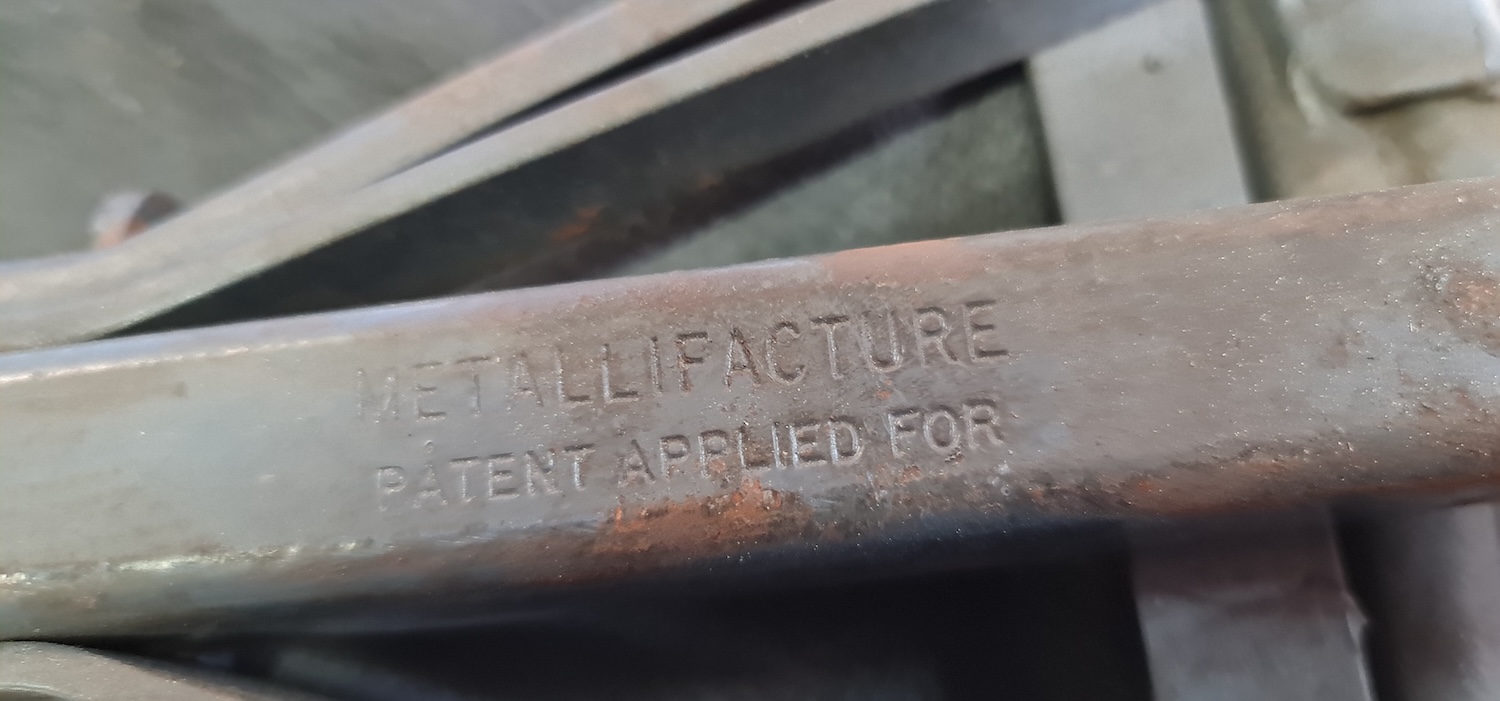 METALLIFACTURE
PATENT APPLIED FOR